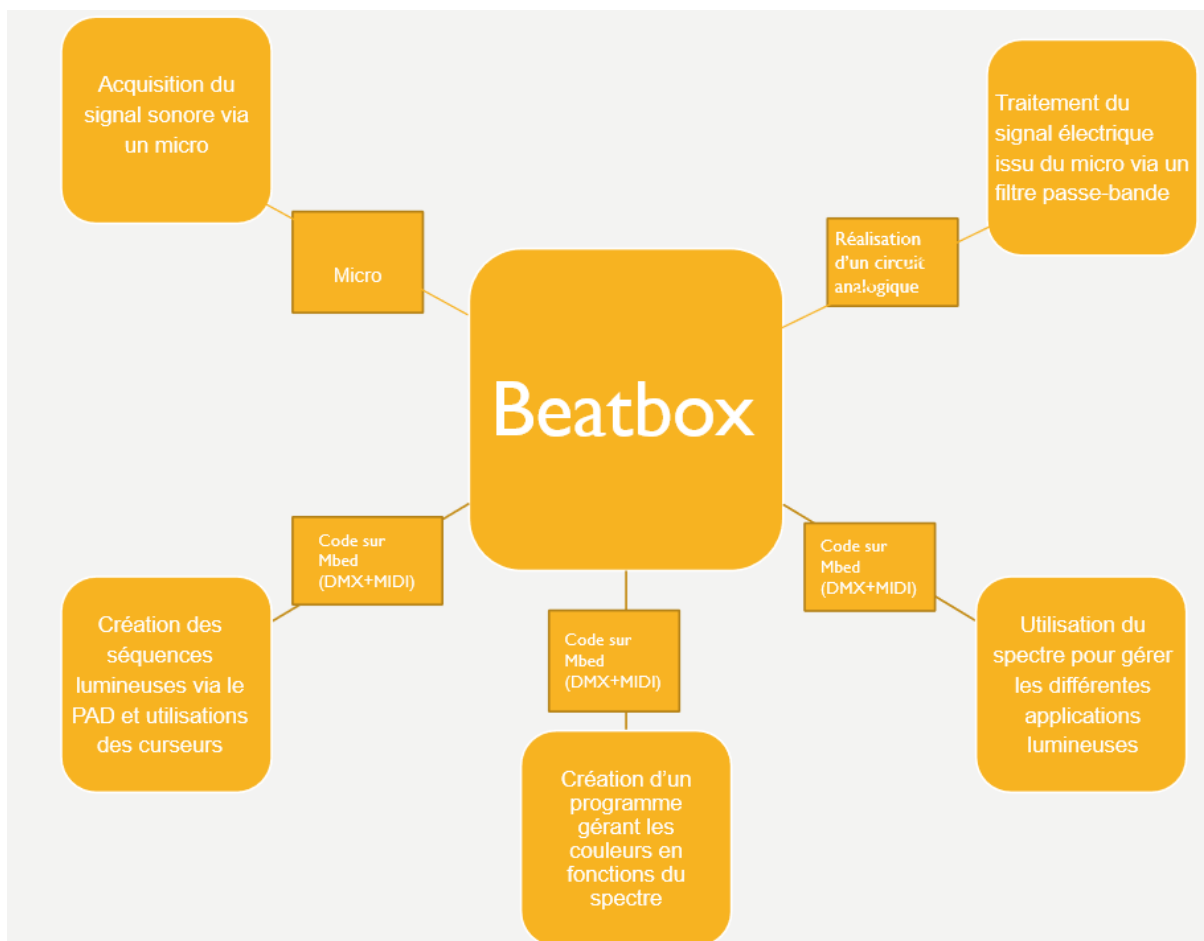 Acquisition du
signal sonore via
un micro
Traitement du
signal électrique
issu du micro via un
filtre passe-bande
Micro
Réalisation
d'un circuit
analogique
Beatbox
Code sur
Mbed
(DMX+MIDI)
Code sur
Mbed
(DMX+MIDI)
Code sur
Mbed
(DMX+MIDI)
Création des
séquences
lumineuses via le
PAD et utilisations
des curseurs
Utilisation du
spectre pour gérer
les différentes
applications
lumineuses
Création d’un
programme
gérant les
couleurs en
fonctions du
spectre